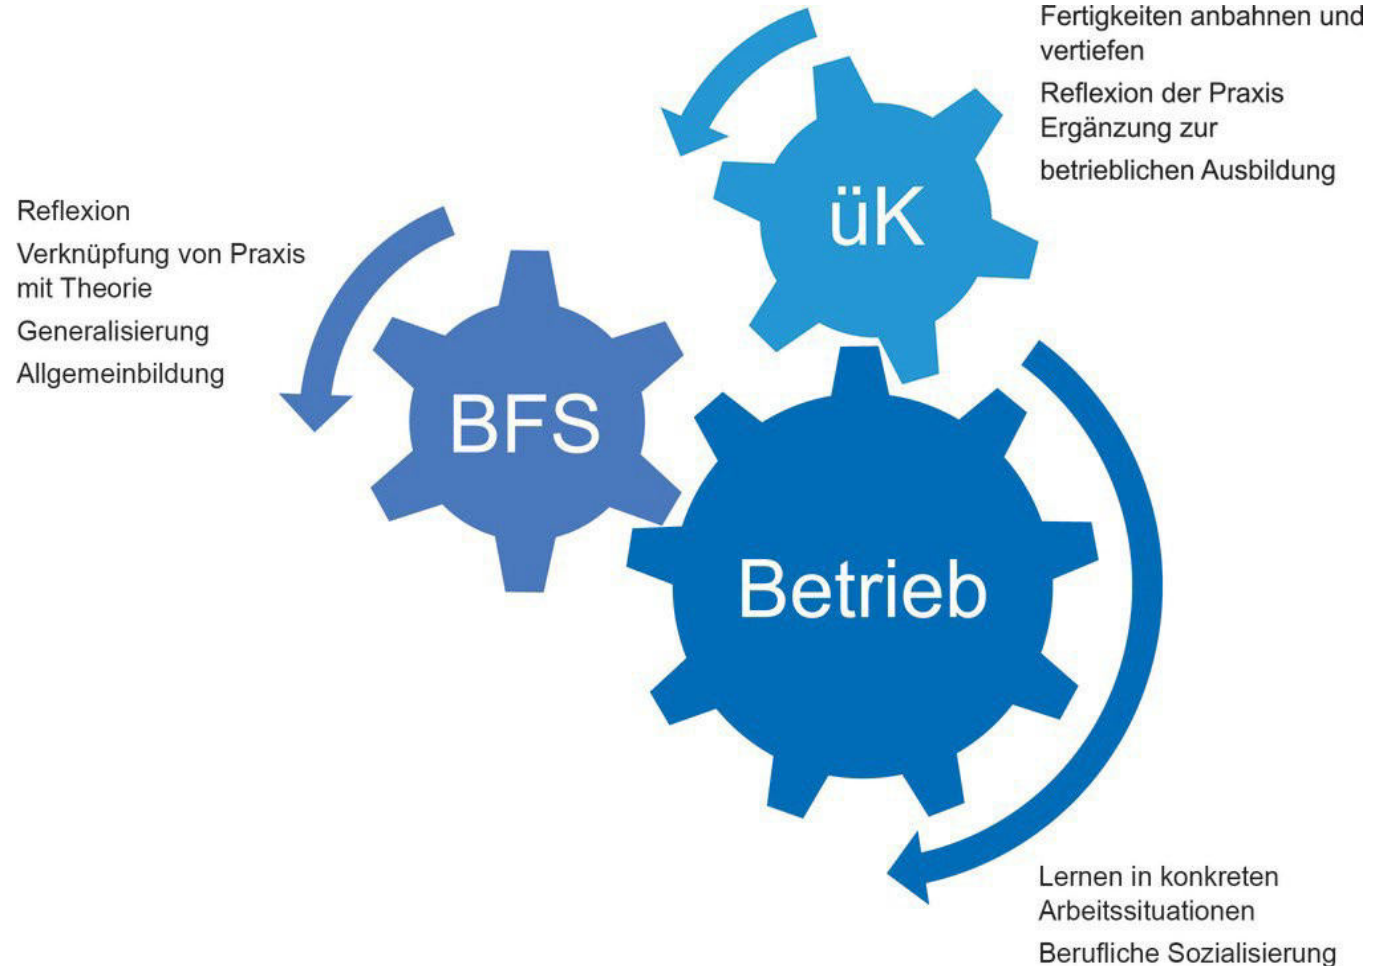 Fertigkeiten anbahnen und
vertiefen
Reflexion der Praxis
Ergänzung zur
betrieblichen Ausbildung
üK
Reflexion
Verknüpfung von Praxis
mit Theorie
Generalisierung
Allgemeinbildung
BFS
Betrieb
Lernen in konkreten
Arbeitssituationen
Berufliche Sozialisierung